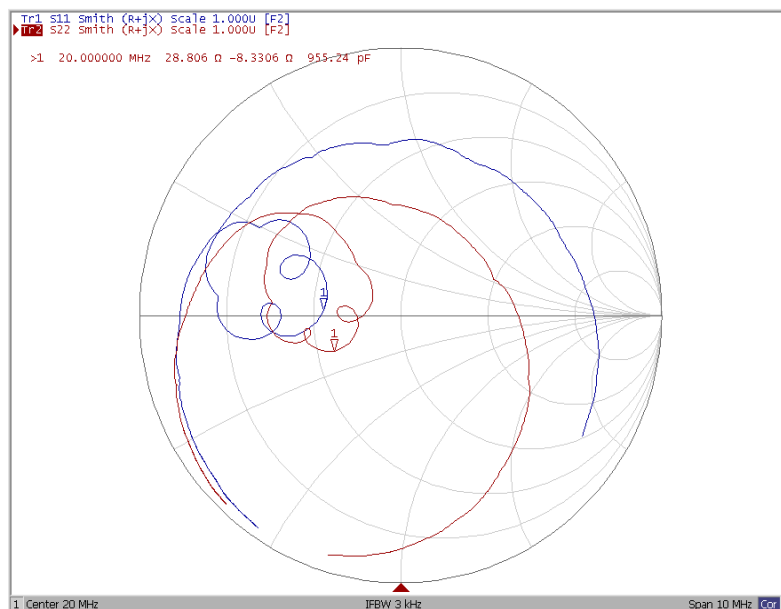 Tr1 S11 Smith (R+jX) Scale 1.000U [F2]
Tr2 S22 Smith (R+jX) Scale 1.000U [F2]
>1 20.000000 MHz 28.806 Ω -8.3306 Ω 955.24 pF
1
1
1 Center 20 MHz IFBW 3 kHz Span 10 MHz Cor